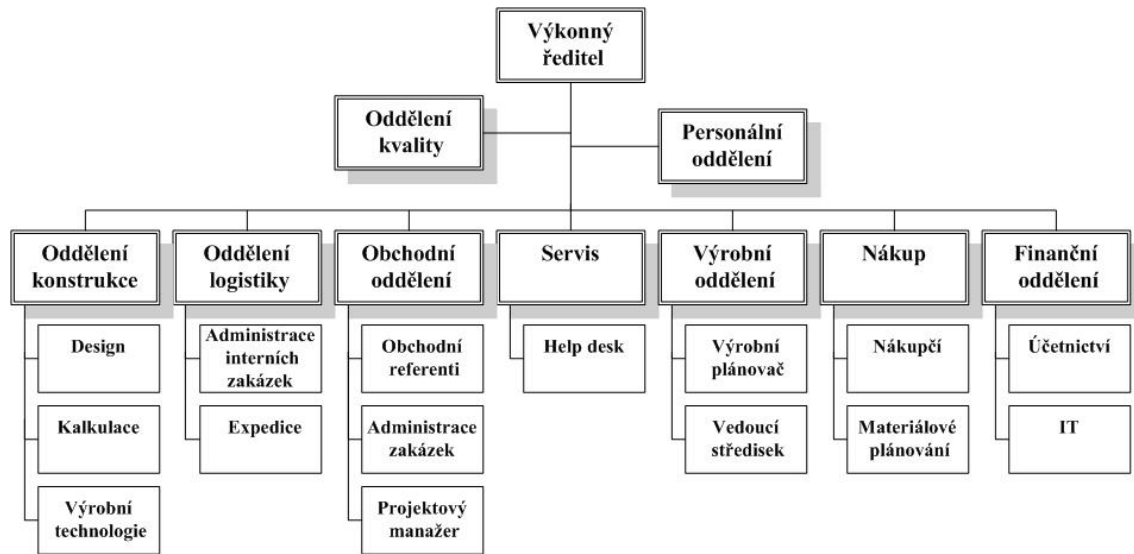 Výkonný
ředitel
Oddělení
kvality
Personální
oddělení
Oddělení
konstrukce
Oddělení
logistiky
Obchodní
oddělení
Servis
Výrobní
oddělení
Nákup
Finanční
oddělení
Design
Administrace
interních
zakázek
Obchodní
referenti
Help desk
Výrobní
plánovač
Nákupčí
Účetnictví
Kalkulace
Expedice
Administrace
zakázek
Vedoucí
středisek
Materiálové
plánování
IT
Výrobní
technologie
Projektový
manažer